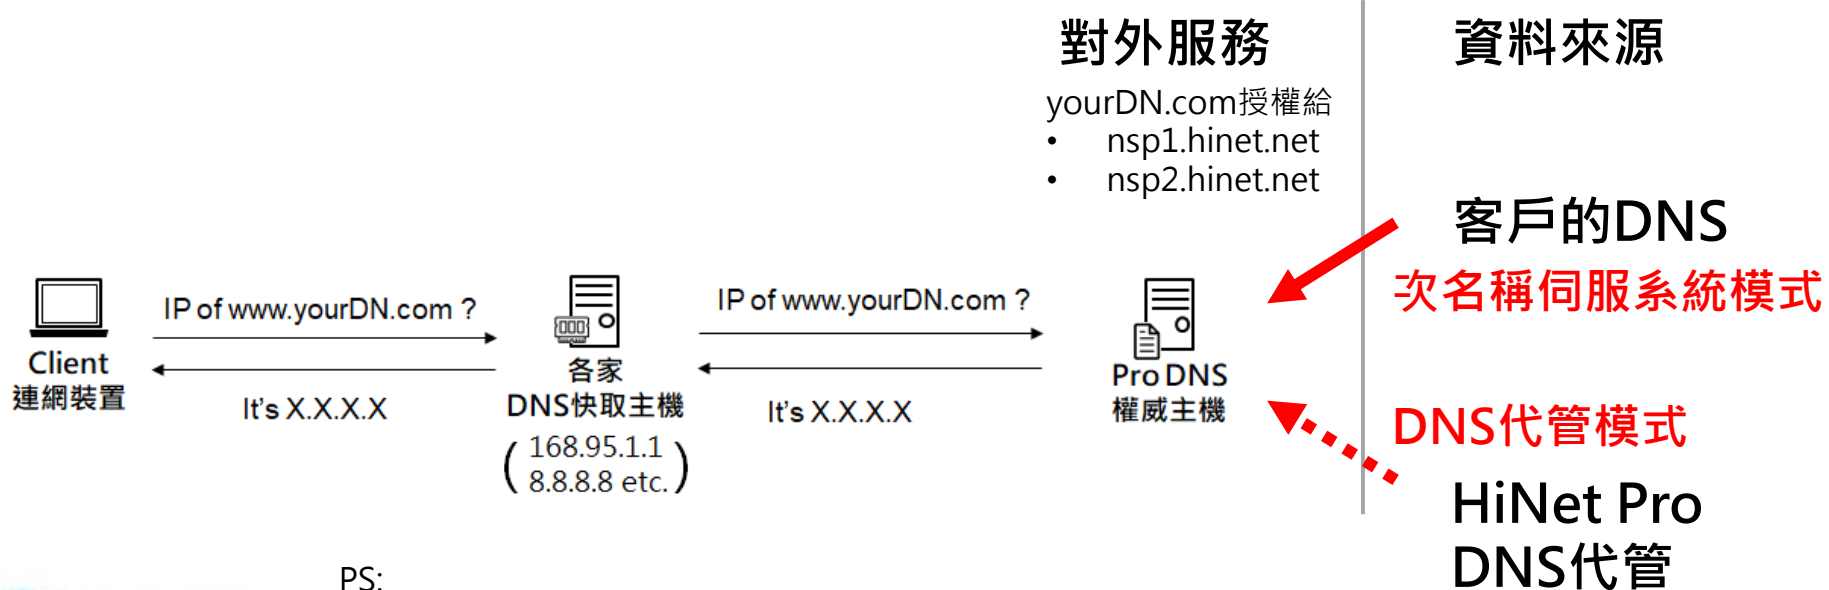 對外服務
資料來源
yourDN.com授權給
• nsp1.hinet.net
• nsp2.hinet.net
客戶的DNS
次名稱伺服系統模式
IP of www.yourDN.com ?
IP of www.yourDN.com ?
Client
連網裝置
It's X.X.X.X
各家
DNS快取主機
(168.95.1.1
8.8.8.8 etc.)
It's X.X.X.X
Pro DNS
權威主機
DNS代管模式
HiNet Pro
DNS代管
PS: